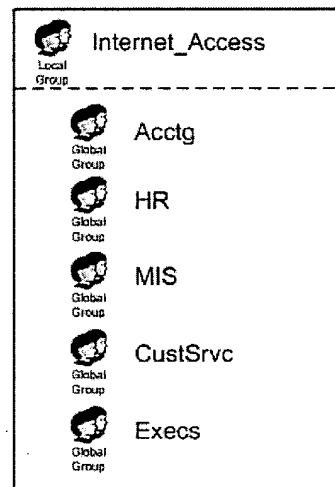 Internet_Access
Local
Group
Acctg
Global
Group
HR
Global
Group
MIS
Global
Group
CustSrvc
Global
Group
Execs
Global
Group